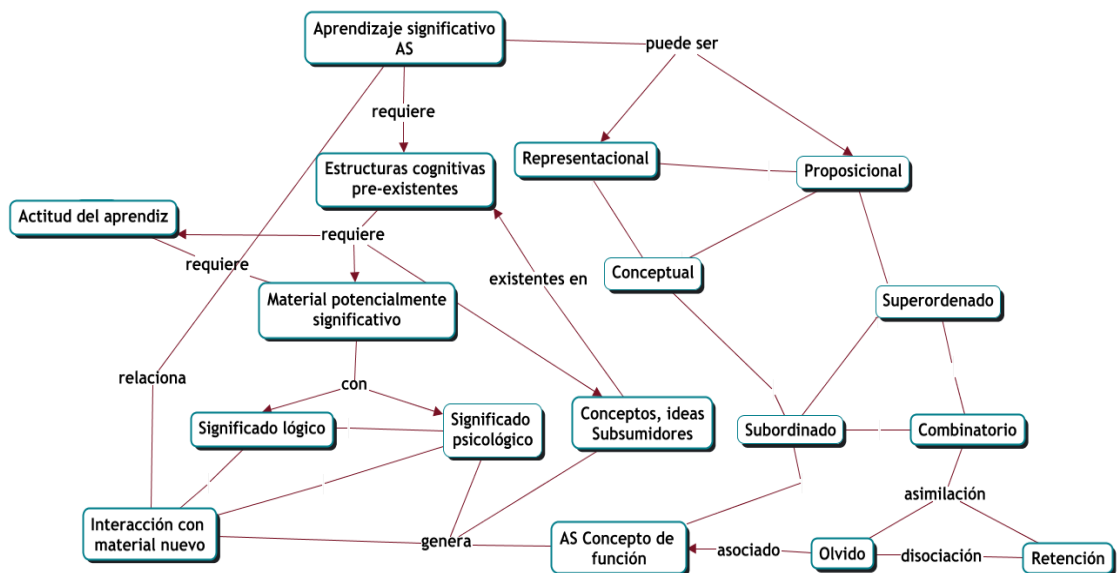 Aprendizaje significativo
AS
puede ser
requiere
Representacional
Estructuras cognitivas
pre-existentes
Proposicional
Actitud del aprendiz
requiere
requiere
existentes en
Conceptual
Material potencialmente
significativo
Superordenado
relaciona
con
Significado lógico
Significado
psicológico
Conceptos, ideas
Subsumidores
Subordinado
Combinatorio
asimilación
Interacción con
material nuevo
genera
AS Concepto de
función
asociado
Olvido
disociación
Retención